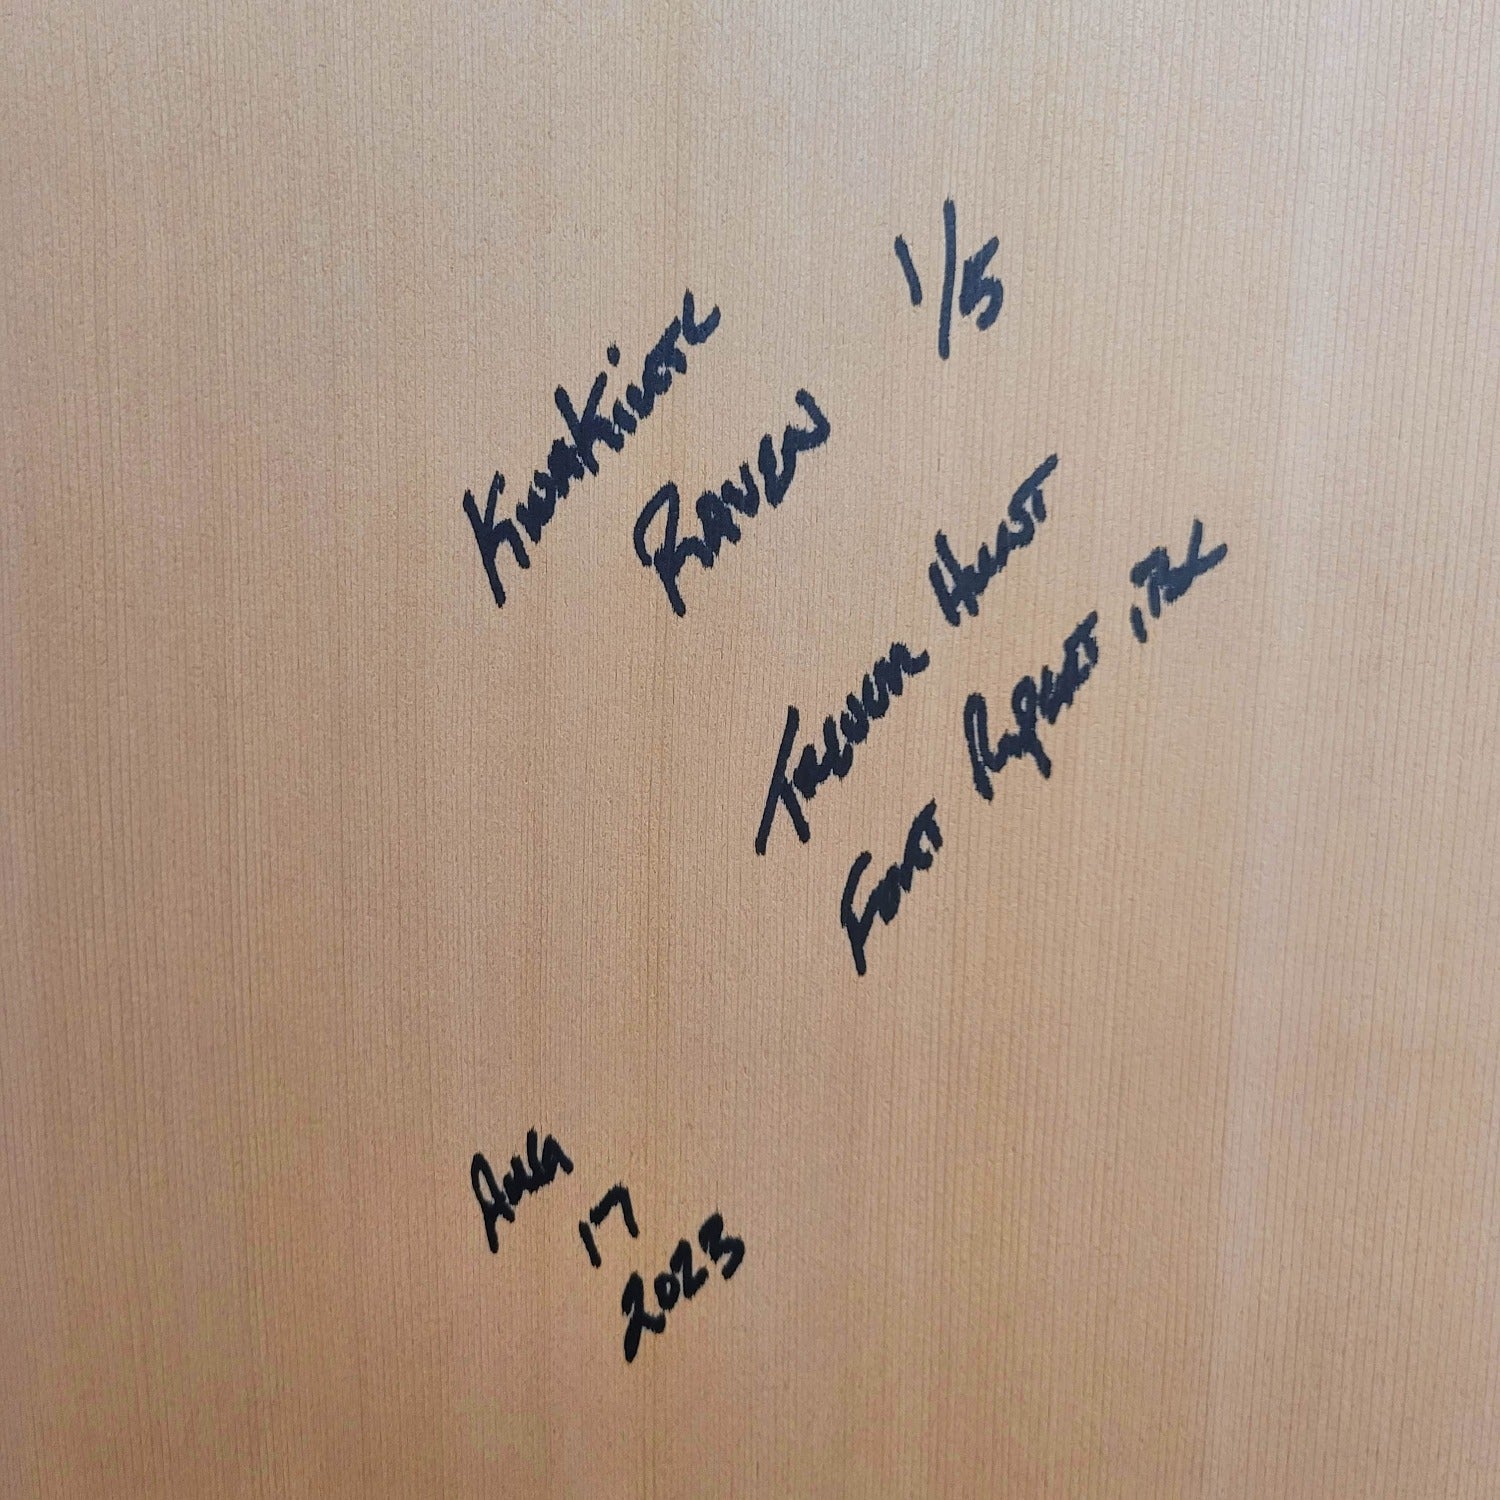 1/5
KWAKIUTL
RAVEN
TREVOR HUNT
FORT RUPERT, BC
AUG
17
2023